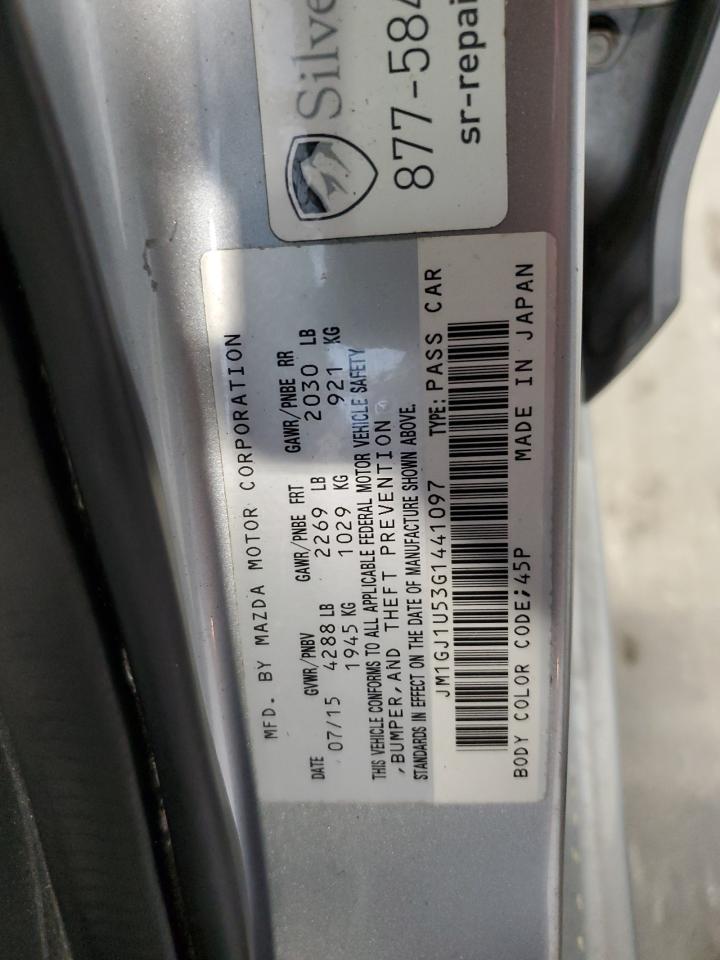 Silve
877-584
sr-repai
MFD. BY MAZDA MOTOR CORPORATION
DATE GVWR/PNBV GAWR/PNBE FRT GAWR/PNBE RR
07/15 4288 LB 2269 LB 2030 LB
1945 KG 1029 KG 921 KG
THIS VEHICLE CONFORMS TO ALL APPLICABLE FEDERAL MOTOR VEHICLE SAFETY
,BUMPER,AND THEFT PREVENTION
STANDARDS IN EFFECT ON THE DATE OF MANUFACTURE SHOWN ABOVE.
JM1GJ1U53G1441097 TYPE: PASS CAR
BODY COLOR CODE;45P MADE IN JAPAN